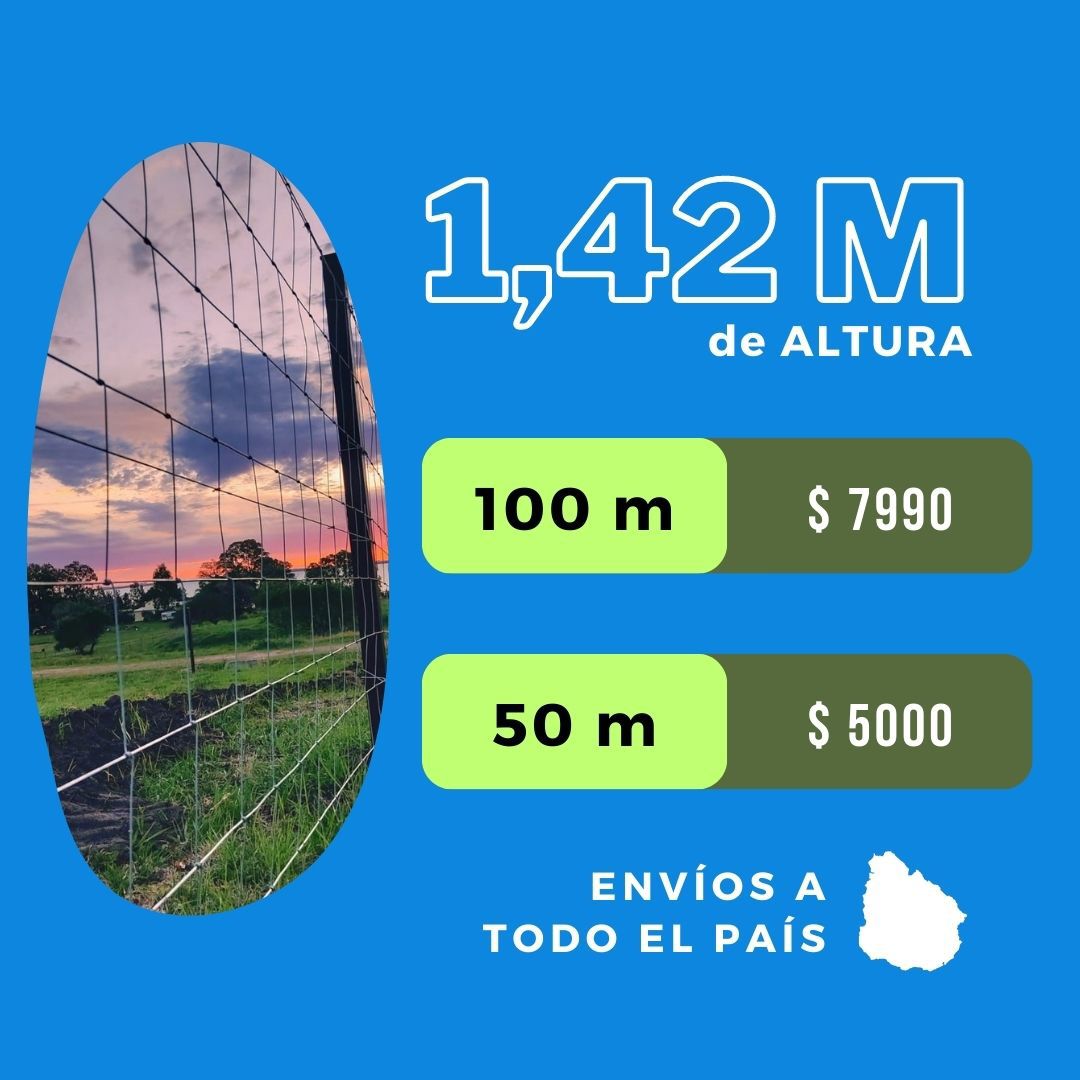 1,42 M
de ALTURA
100 m
$ 7990
50 m
$ 5000
ENVÍOS A
TODO EL PAÍS